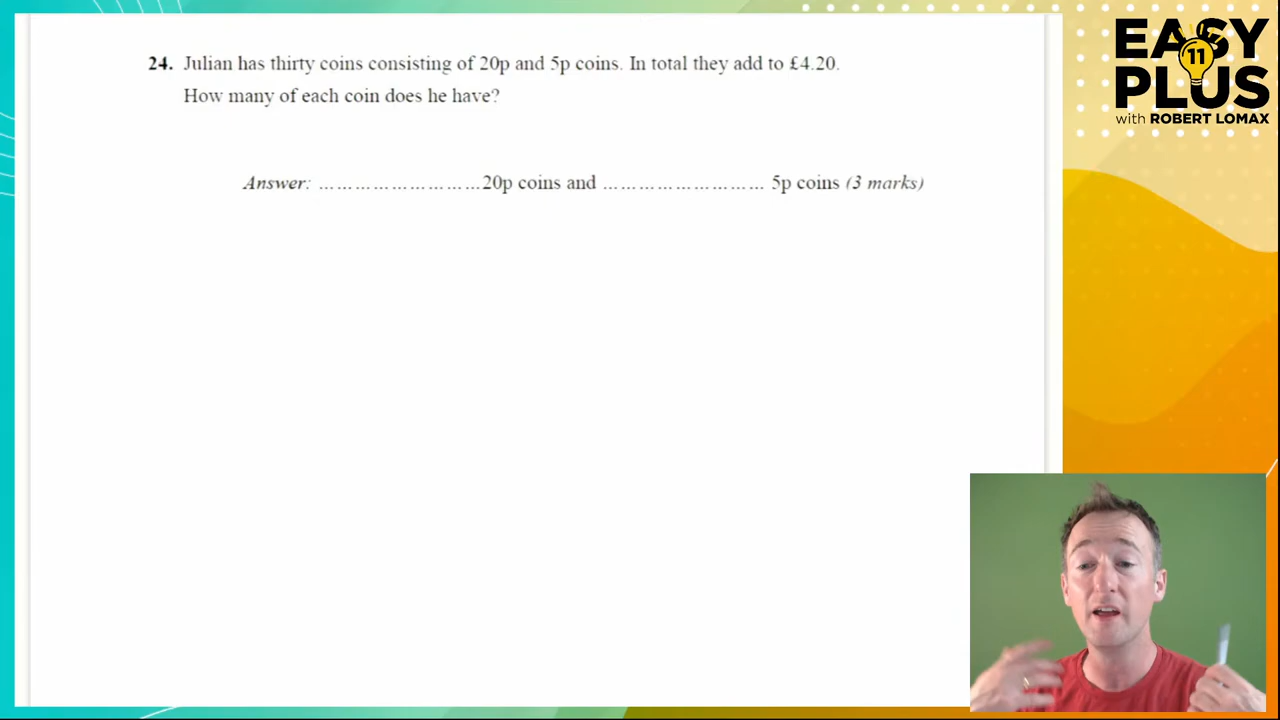 24. Julian has thirty coins consisting of 20p and 5p coins. In total they add to £4.20.
How many of each coin does he have?
Answer: ……………………… 20p coins and ……………………… 5p coins (3 marks)
EASY
11
PLUS
with ROBERT LOMAX